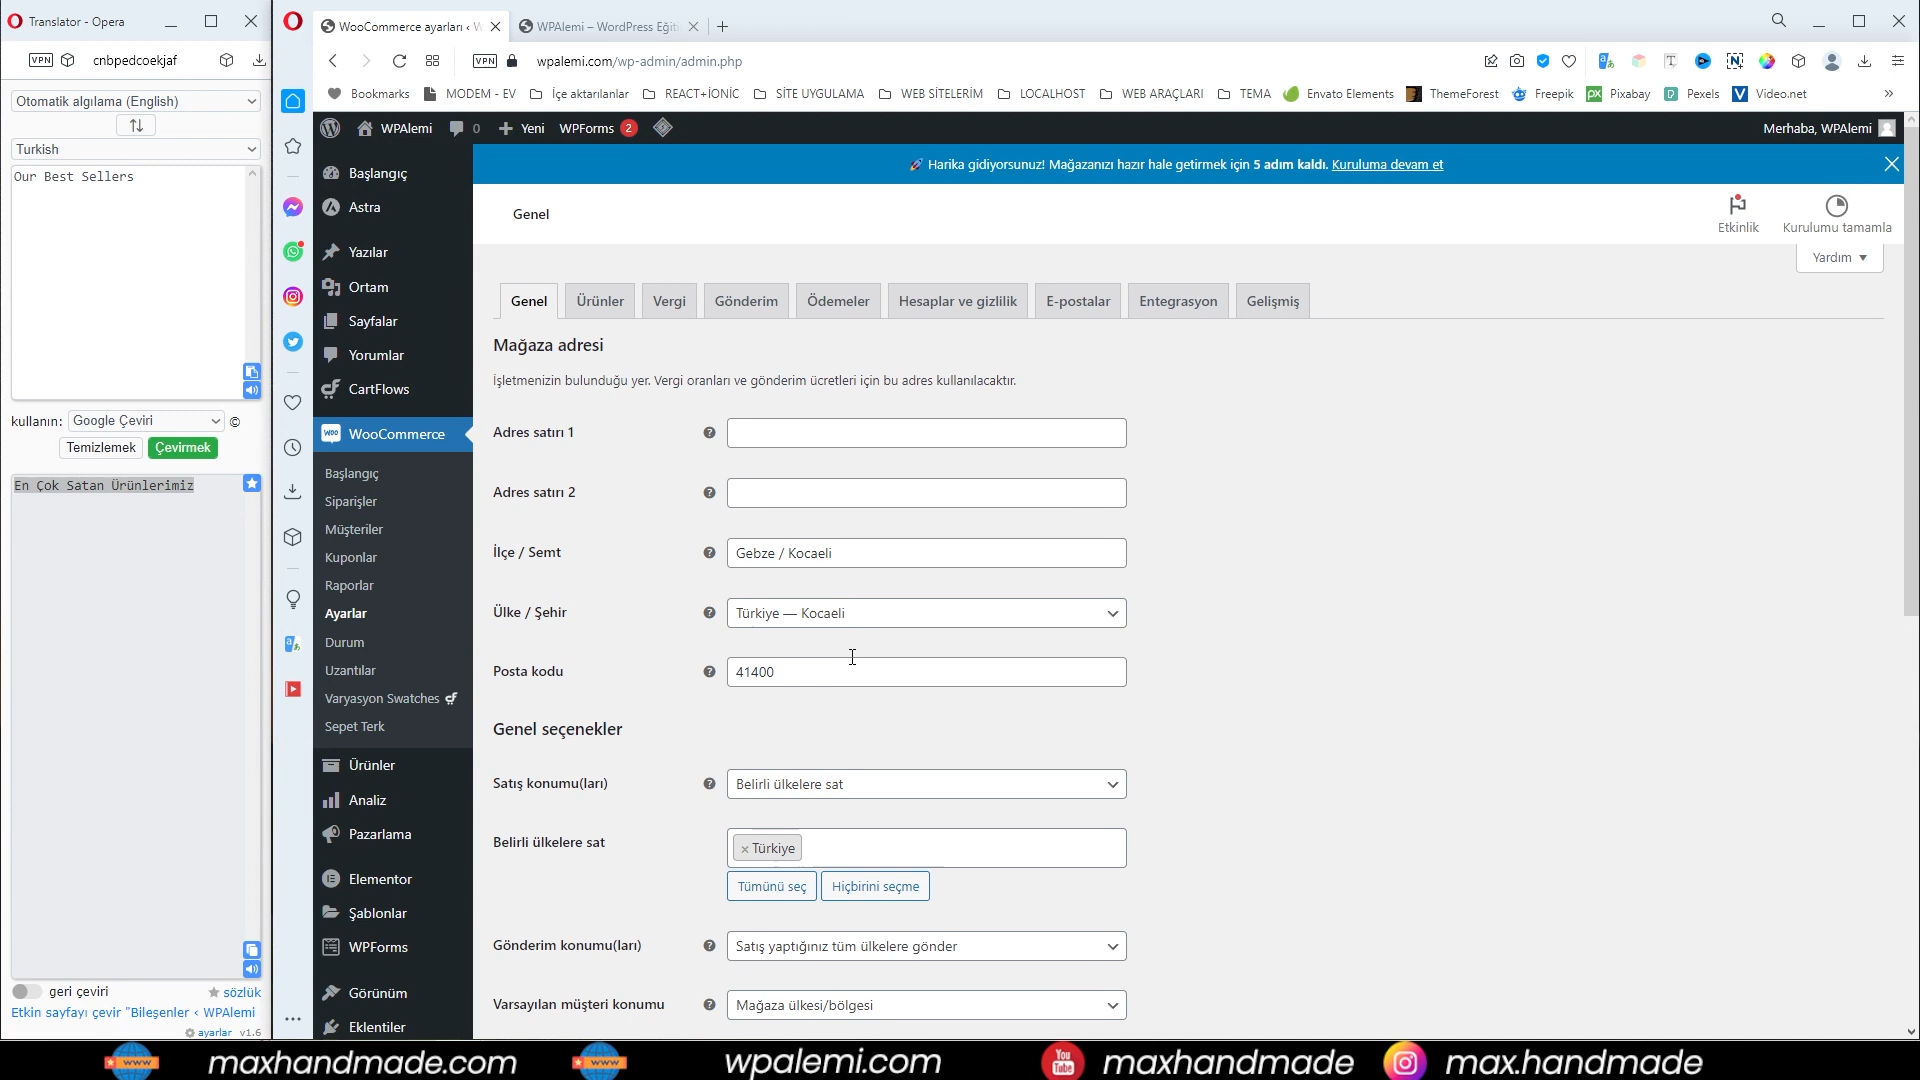 Translator - Opera
VPN
cnbpedcoekjaf
Otomatik algılama (English)
Turkish
Our Best Sellers
kullanın:
Google Çeviri
©
Temizlemek
Çevirmek
En Çok Satan Ürünlerimiz
geri çeviri
sözlük
Etkin sayfayı çevir "Bileşenler ‹ WPAlemi
ayarlar
v1.6
WooCommerce ayarları ‹ W
WPAlemi – WordPress Eğiti
VPN
wpalemi.com/wp-admin/admin.php
Bookmarks
MODEM - EV
İçe aktarılanlar
REACT+İONİC
SİTE UYGULAMA
WEB SİTELERİM
LOCALHOST
WEB ARAÇLARI
TEMA
Envato Elements
ThemeForest
Freepik
Pixabay
Pexels
Video.net
WPAlemi
0
Yeni
WPForms
2
Merhaba, WPAlemi
Başlangıç
Astra
Yazılar
Ortam
Sayfalar
Yorumlar
CartFlows
WooCommerce
Başlangıç
Siparişler
Müşteriler
Kuponlar
Raporlar
Ayarlar
Durum
Uzantılar
Varyasyon Swatches
Sepet Terk
Ürünler
Analiz
Pazarlama
Elementor
Şablonlar
WPForms
Görünüm
Eklentiler
Harika gidiyorsunuz! Mağazanızı hazır hale getirmek için 5 adım kaldı. Kuruluma devam et
Genel
Etkinlik
Kurulumu tamamla
Yardım
Genel
Ürünler
Vergi
Gönderim
Ödemeler
Hesaplar ve gizlilik
E-postalar
Entegrasyon
Gelişmiş
Mağaza adresi
İşletmenizin bulunduğu yer. Vergi oranları ve gönderim ücretleri için bu adres kullanılacaktır.
Adres satırı 1
Adres satırı 2
İlçe / Semt
Gebze / Kocaeli
Ülke / Şehir
Türkiye — Kocaeli
Posta kodu
41400
Genel seçenekler
Satış konumu(ları)
Belirli ülkelere sat
Belirli ülkelere sat
× Türkiye
Tümünü seç
Hiçbirini seçme
Gönderim konumu(ları)
Satış yaptığınız tüm ülkelere gönder
Varsayılan müşteri konumu
Mağaza ülkesi/bölgesi
www
maxhandmade.com
www
wpalemi.com
You Tube
maxhandmade
max.handmade